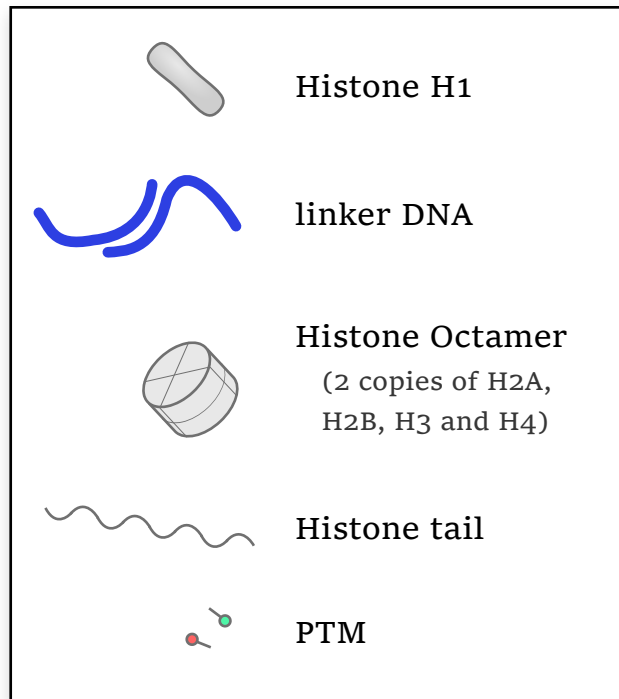 Histone H1
linker DNA
Histone Octamer
(2 copies of H2A,
H2B, H3 and H4)
Histone tail
PTM